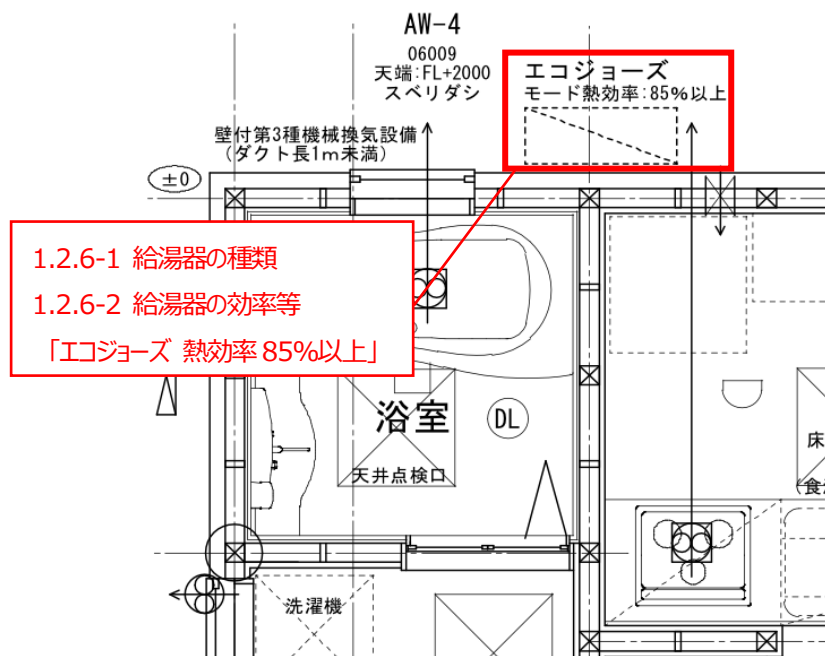 AW-4
06009
天端:FL+2000
スベリダシ
エコジョーズ
モード熱効率:85%以上
壁付第3種機械換気設備
(ダクト長1m未満)
±0
1.2.6-1 給湯器の種類
1.2.6-2 給湯器の効率等
「エコジョーズ 熱効率85%以上」
浴室
DL
天井点検口
床
(食
洗濯機